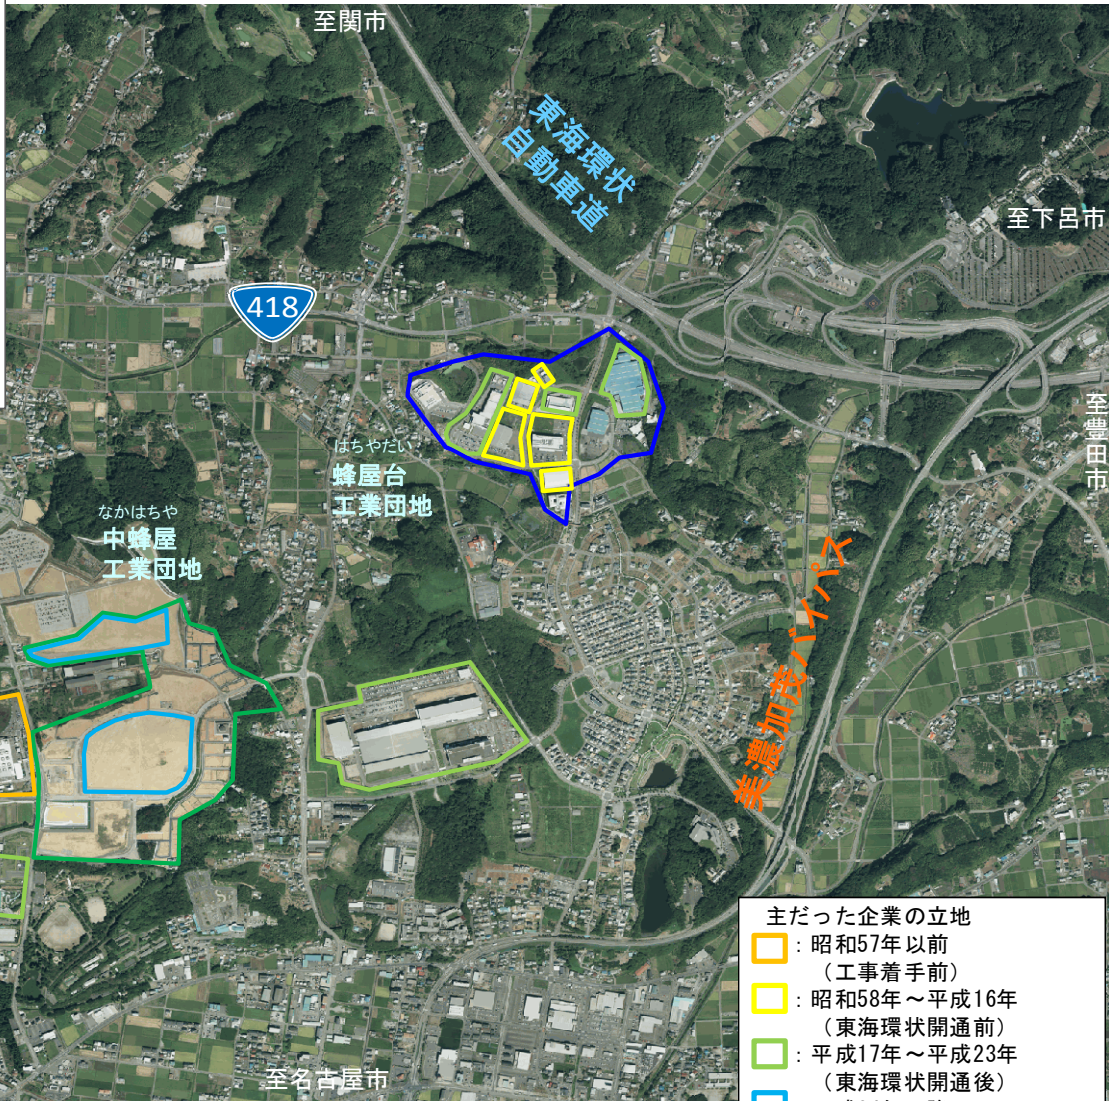 至関市
東海環状
自動車道
至下呂市
418
至豊田市
はちやだい
蜂屋台
工業団地
なかはちや
中蜂屋
工業団地
美濃加茂バイパス
主だった企業の立地
：昭和57年以前
（工事着手前）
：昭和58年～平成16年
（東海環状開通前）
：平成17年～平成23年
（東海環状開通後）
至名古屋市